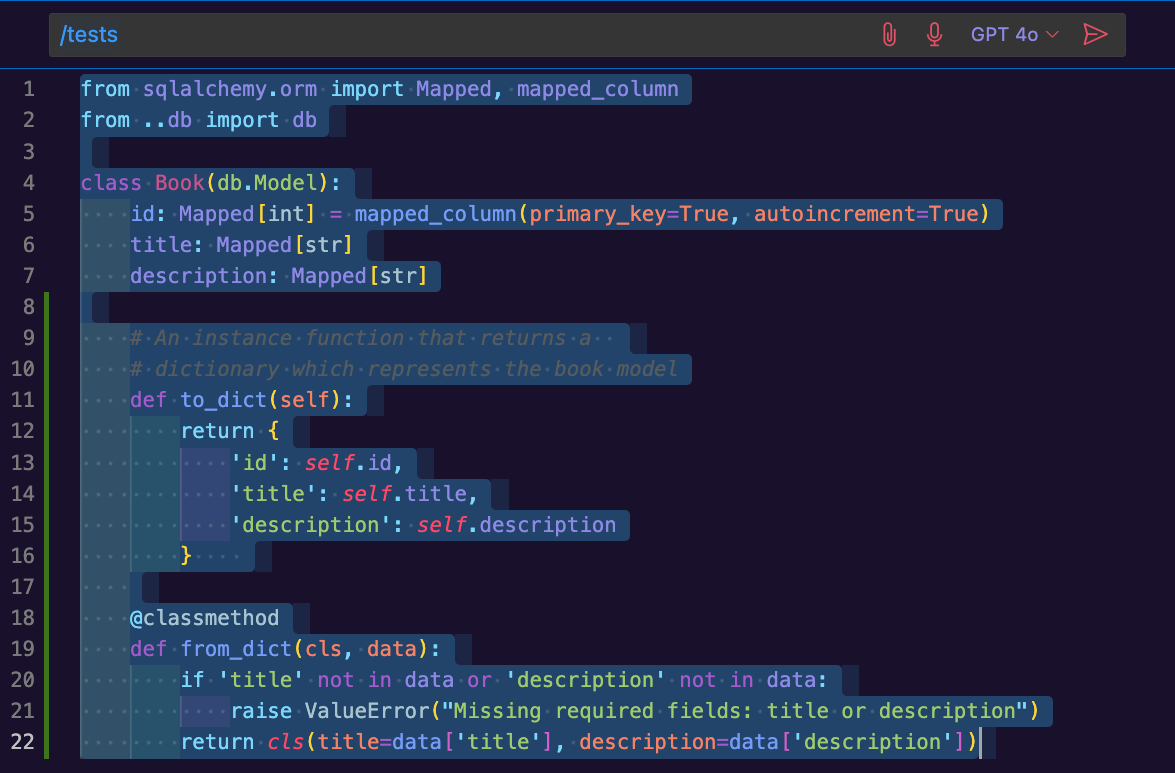 /tests GPT 4o
1 from sqlalchemy.orm import Mapped, mapped_column
2 from ..db import db
3
4 class Book(db.Model):
5     id: Mapped[int] = mapped_column(primary_key=True, autoincrement=True)
6     title: Mapped[str]
7     description: Mapped[str]
8
9     # An instance function that returns a
10     # dictionary which represents the book model
11     def to_dict(self):
12         return {
13             'id': self.id,
14             'title': self.title,
15             'description': self.description
16         }
17
18     @classmethod
19     def from_dict(cls, data):
20         if 'title' not in data or 'description' not in data:
21             raise ValueError("Missing required fields: title or description")
22         return cls(title=data['title'], description=data['description'])